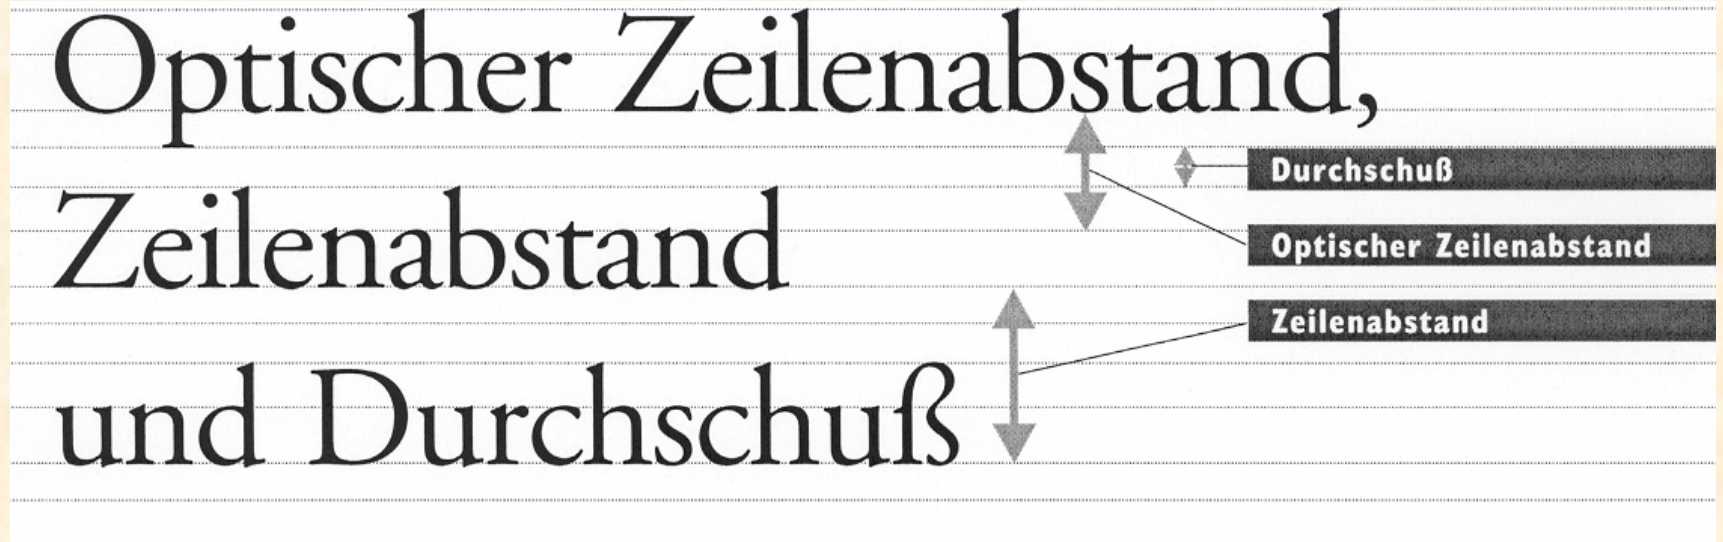 Optischer Zeilenabstand,
Durchschuß
Zeilenabstand
Optischer Zeilenabstand
Zeilenabstand
und Durchschuß